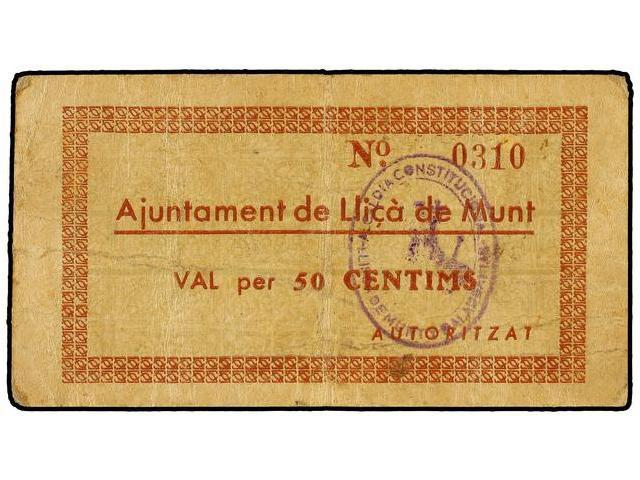 Nº. 0310
Ajuntament de Lliçà de Munt
VAL per 50 CENTIMS
AUTORITZAT